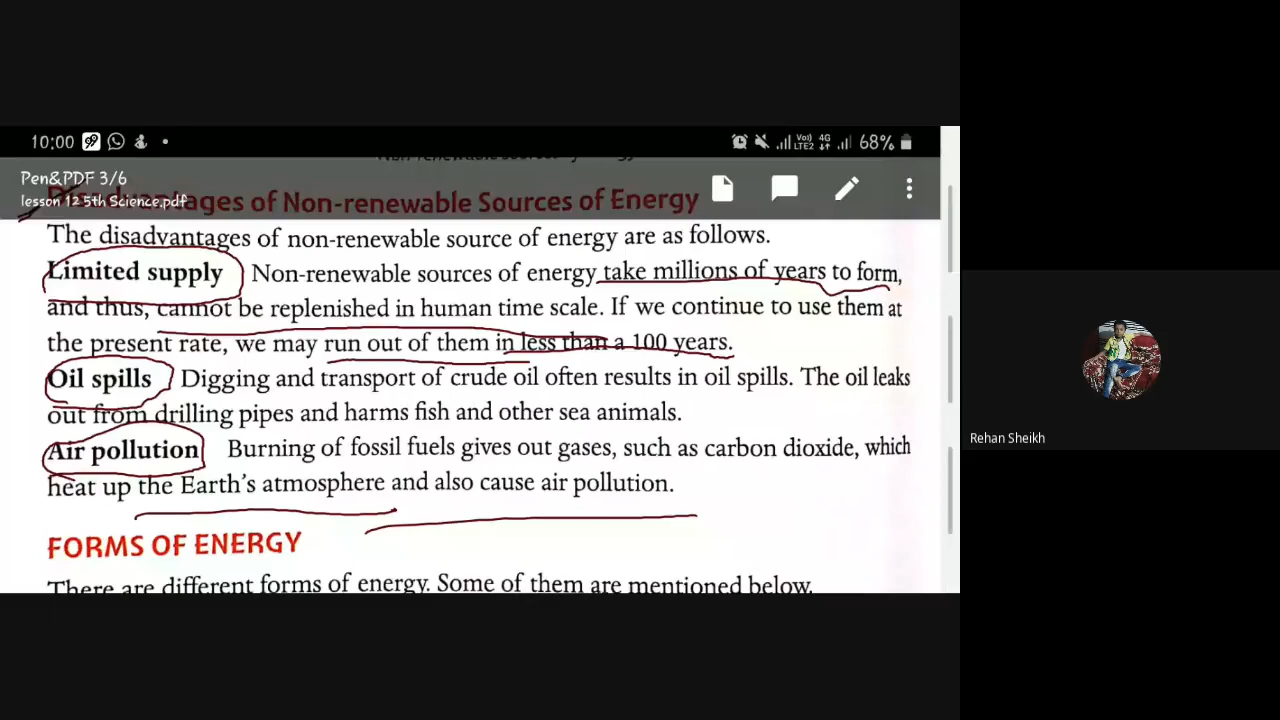 10:00 LTE2 4G 68%
Pen&PDF 3/6
lesson 12 5th Science.pdf
Disadvantages of Non-renewable Sources of Energy
The disadvantages of non-renewable source of energy are as follows.
Limited supply Non-renewable sources of energy take millions of years to form,
and thus, cannot be replenished in human time scale. If we continue to use them at
the present rate, we may run out of them in less than a 100 years.
Oil spills Digging and transport of crude oil often results in oil spills. The oil leaks
out from drilling pipes and harms fish and other sea animals.
Air pollution Burning of fossil fuels gives out gases, such as carbon dioxide, which
heat up the Earth's atmosphere and also cause air pollution.
FORMS OF ENERGY
There are different forms of energy. Some of them are mentioned below.
Rehan Sheikh